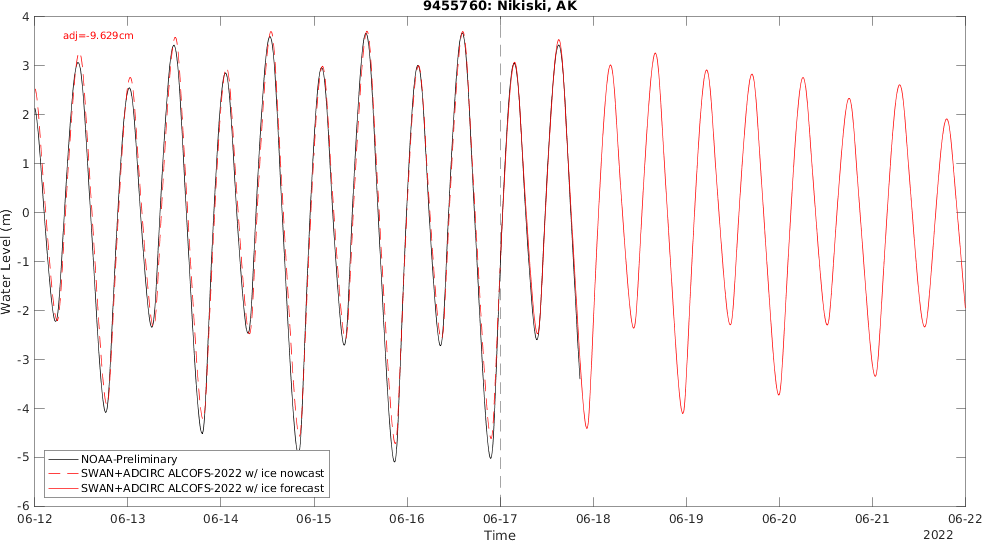 9455760: Nikiski, AK
adj=-9.629cm
Water Level (m)
4
3
2
1
0
-1
-2
-3
-4
-5
-6
NOAA-Preliminary
SWAN+ADCIRC ALCOFS-2022 w/ ice nowcast
SWAN+ADCIRC ALCOFS-2022 w/ ice forecast
06-12 06-13 06-14 06-15 06-16 06-17 06-18 06-19 06-20 06-21 06-22
Time
2022